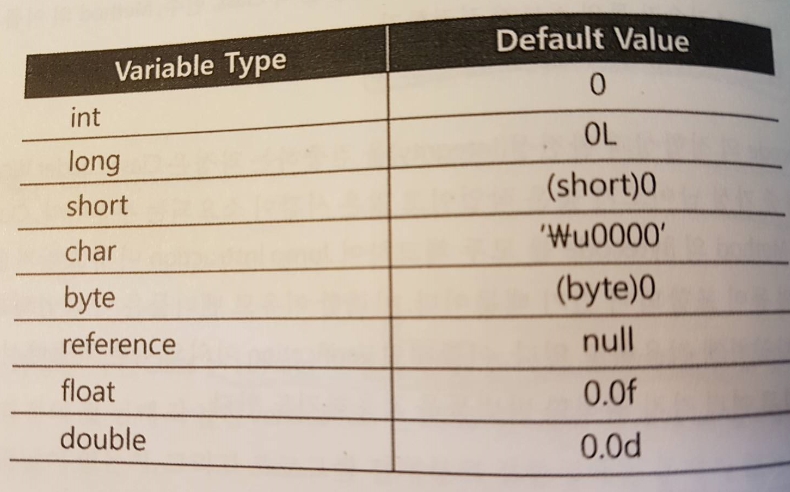 Variable Type Default Value
int 0
long 0L
short (short)0
char '₩u0000'
byte (byte)0
reference null
float 0.0f
double 0.0d